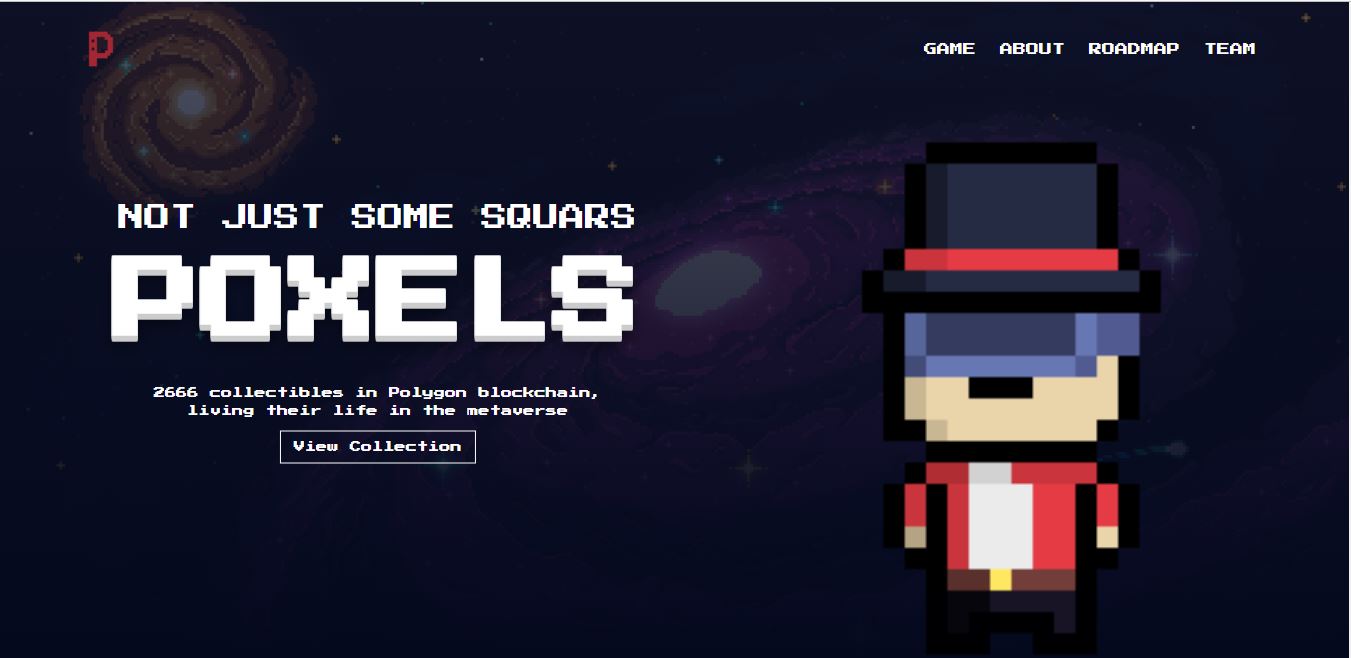 P
GAME ABOUT ROADMAP TEAM
NOT JUST SOME SQUARS
POXELS
2666 collectibles in Polygon blockchain,
living their life in the metaverse
View Collection